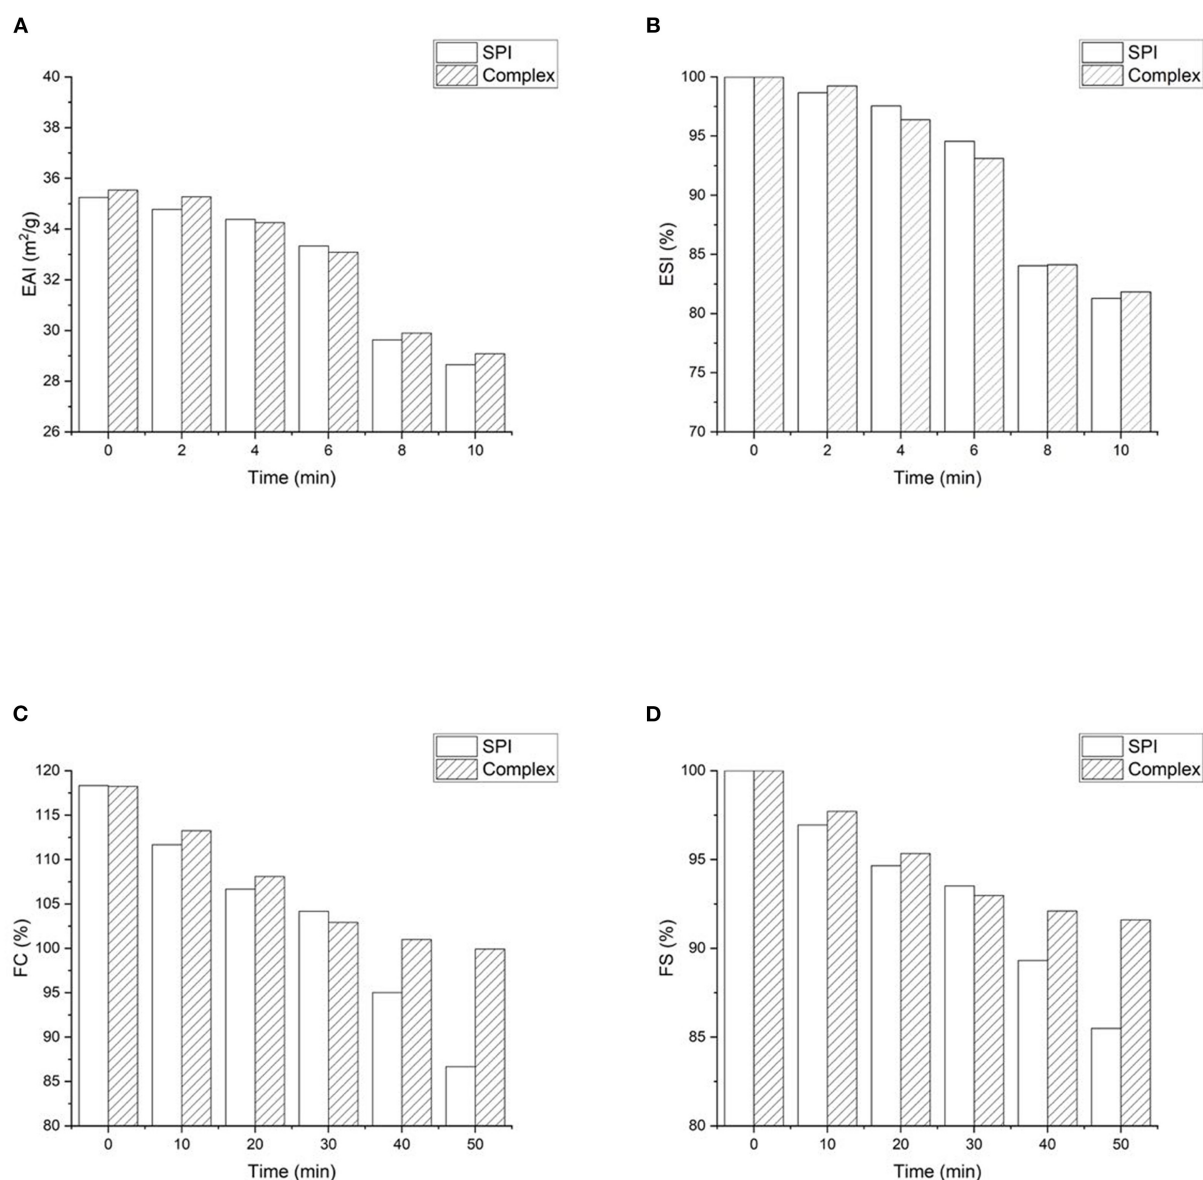 A
SPI
Complex
40
38
36
34
32
30
28
26
EAI (m²/g)
0 2 4 6 8 10
Time (min)
B
SPI
Complex
100
95
90
85
80
75
70
ESI (%)
0 2 4 6 8 10
Time (min)
C
SPI
Complex
120
115
110
105
100
95
90
85
80
FC (%)
0 10 20 30 40 50
Time (min)
D
SPI
Complex
100
95
90
85
80
FS (%)
0 10 20 30 40 50
Time (min)